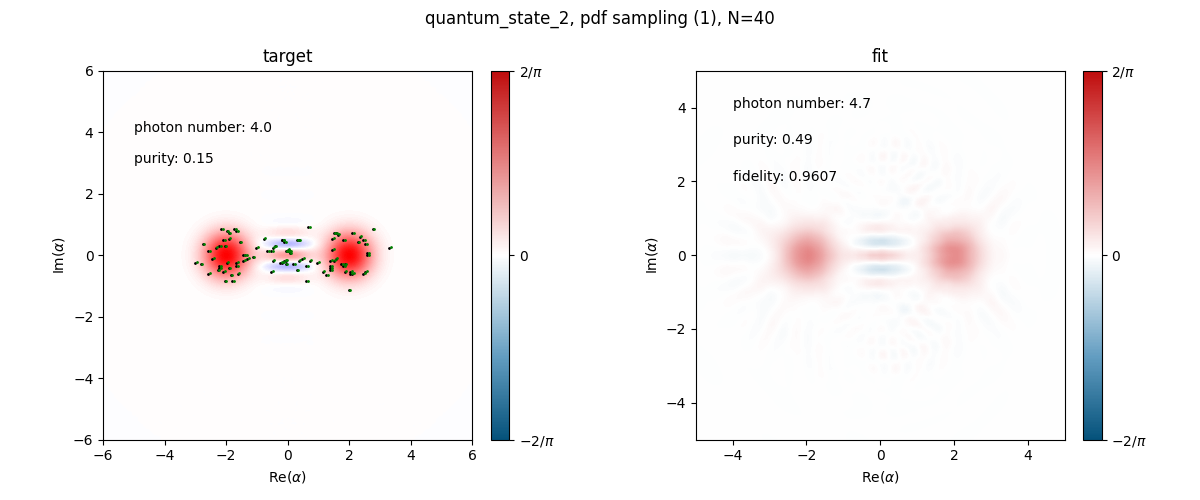 quantum_state_2, pdf sampling (1), N=40
target
photon number: 4.0
purity: 0.15
6
4
2
0
−2
−4
−6
−6
−4
−2
0
2
4
6
Im(α)
Re(α)
2/π
0
−2/π
fit
photon number: 4.7
purity: 0.49
fidelity: 0.9607
4
2
0
−2
−4
−4
−2
0
2
4
Im(α)
Re(α)
2/π
0
−2/π